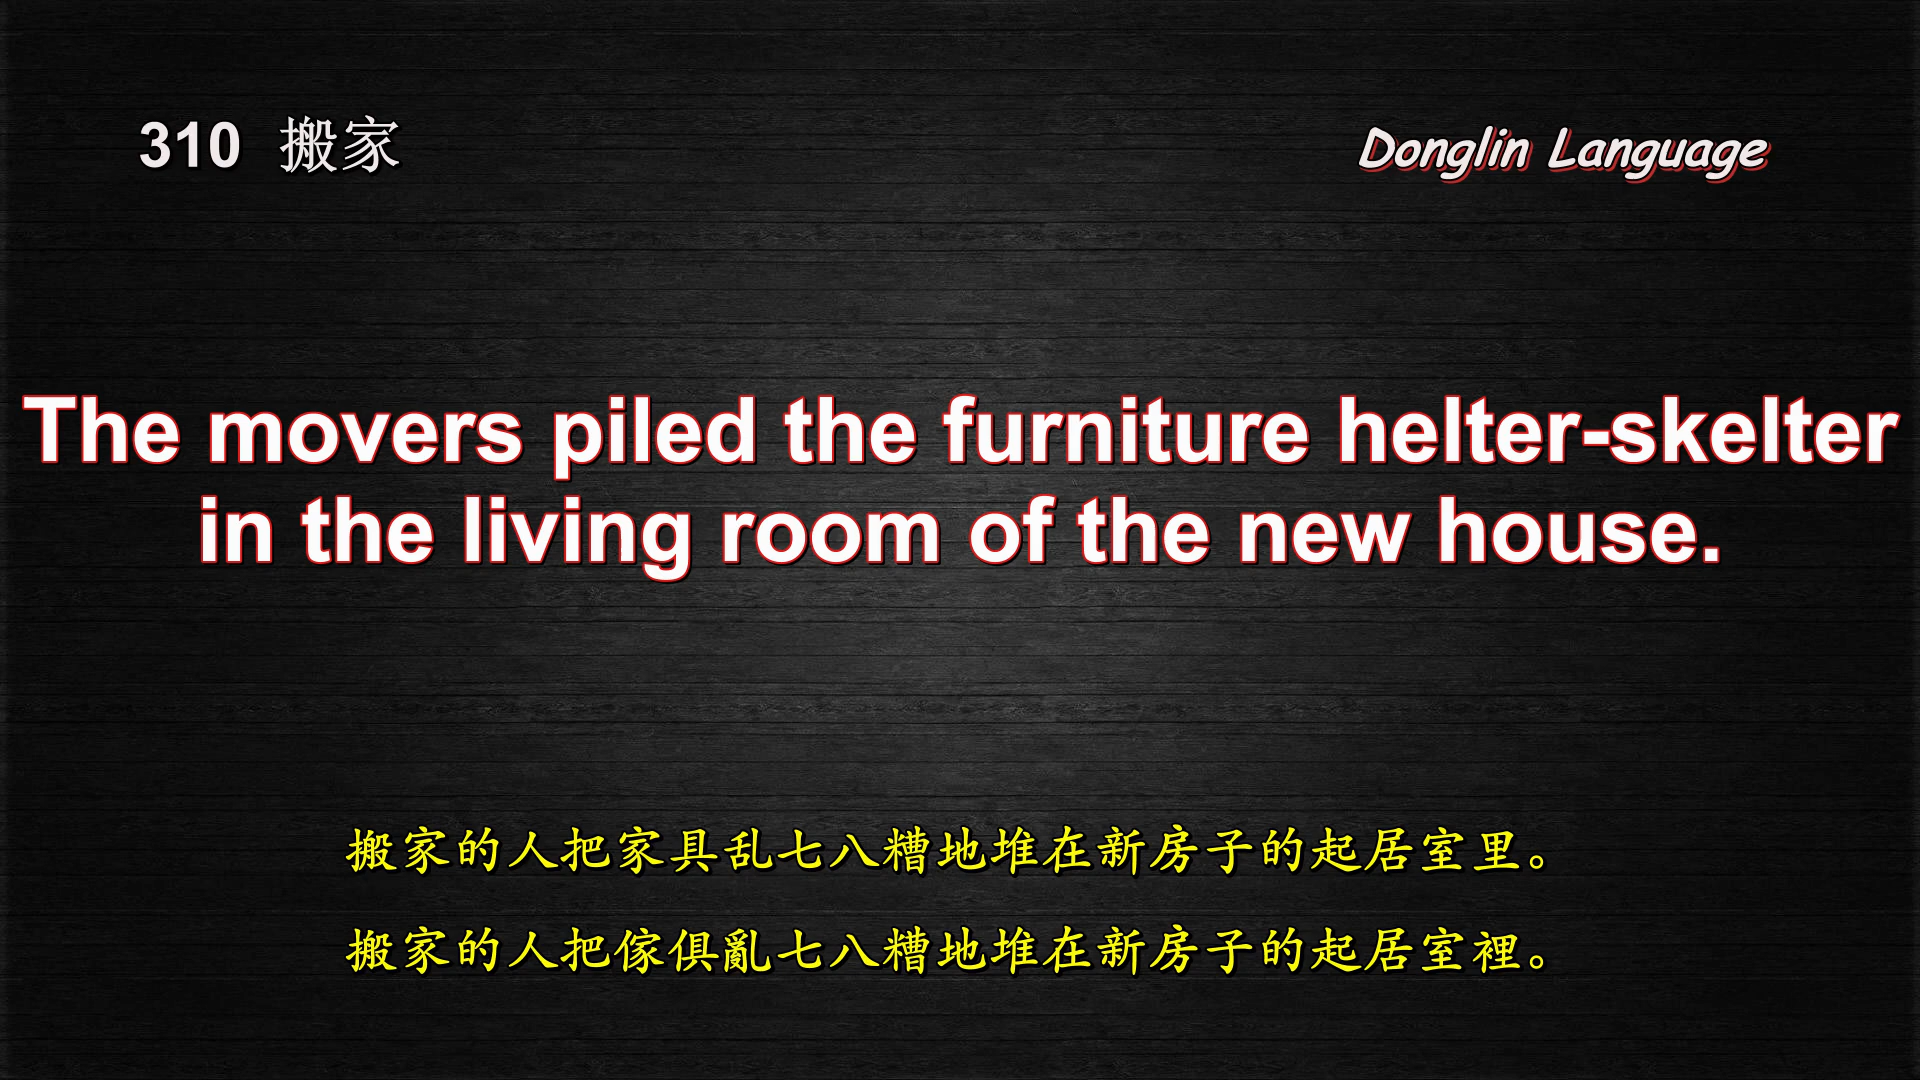 310 搬家
Donglin Language
The movers piled the furniture helter-skelter
in the living room of the new house.
搬家的人把家具乱七八糟地堆在新房子的起居室里。
搬家的人把傢俱亂七八糟地堆在新房子的起居室裡。